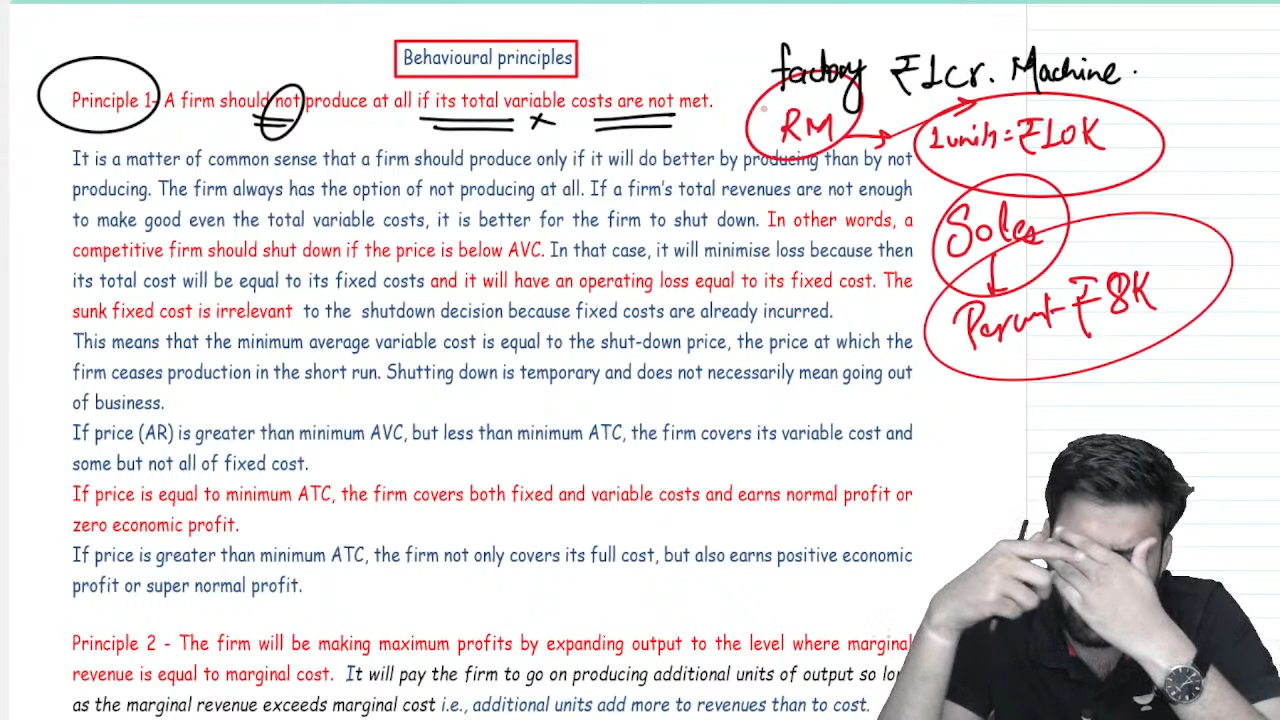 Behavioural principles
factory ₹1cr. Machine.
Principle 1- A firm should not produce at all if its total variable costs are not met.
RM
1 unit = ₹10K
It is a matter of common sense that a firm should produce only if it will do better by producing than by not
producing. The firm always has the option of not producing at all. If a firm's total revenues are not enough
to make good even the total variable costs, it is better for the firm to shut down. In other words, a
Sales
competitive firm should shut down if the price is below AVC. In that case, it will minimise loss because then
its total cost will be equal to its fixed costs and it will have an operating loss equal to its fixed cost. The
₹8K
sunk fixed cost is irrelevant to the shutdown decision because fixed costs are already incurred.
This means that the minimum average variable cost is equal to the shut-down price, the price at which the
firm ceases production in the short run. Shutting down is temporary and does not necessarily mean going out
of business.
If price (AR) is greater than minimum AVC, but less than minimum ATC, the firm covers its variable cost and
some but not all of fixed cost.
If price is equal to minimum ATC, the firm covers both fixed and variable costs and earns normal profit or
zero economic profit.
If price is greater than minimum ATC, the firm not only covers its full cost, but also earns positive economic
profit or super normal profit.
Principle 2 - The firm will be making maximum profits by expanding output to the level where marginal
revenue is equal to marginal cost. It will pay the firm to go on producing additional units of output so
as the marginal revenue exceeds marginal cost i.e., additional units add more to revenues than to cost.